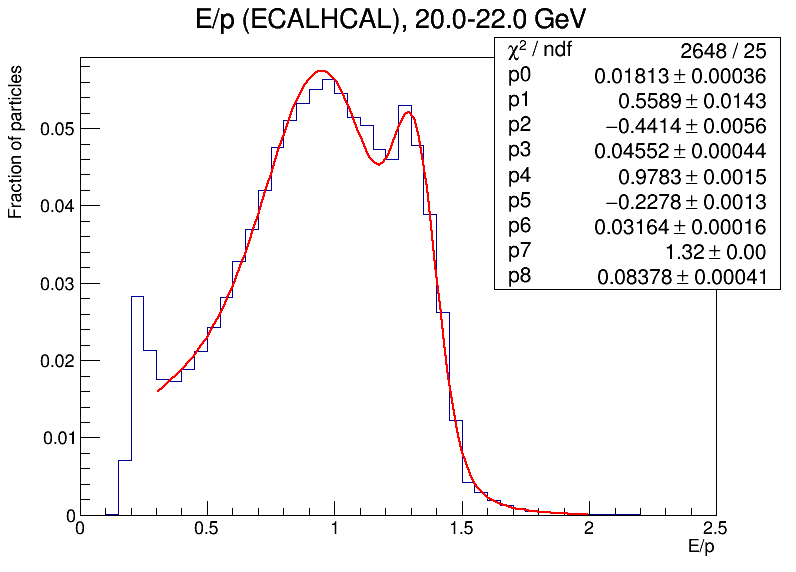 E/p (ECALHCAL), 20.0-22.0 GeV
χ² / ndf 2648 / 25
p0 0.01813 ± 0.00036
p1 0.5589 ± 0.0143
p2 −0.4414 ± 0.0056
p3 0.04552 ± 0.00044
p4 0.9783 ± 0.0015
p5 −0.2278 ± 0.0013
p6 0.03164 ± 0.00016
p7 1.32 ± 0.00
p8 0.08378 ± 0.00041
Fraction of particles
0.05
0.04
0.03
0.02
0.01
0
0 0.5 1 1.5 2 2.5
E/p